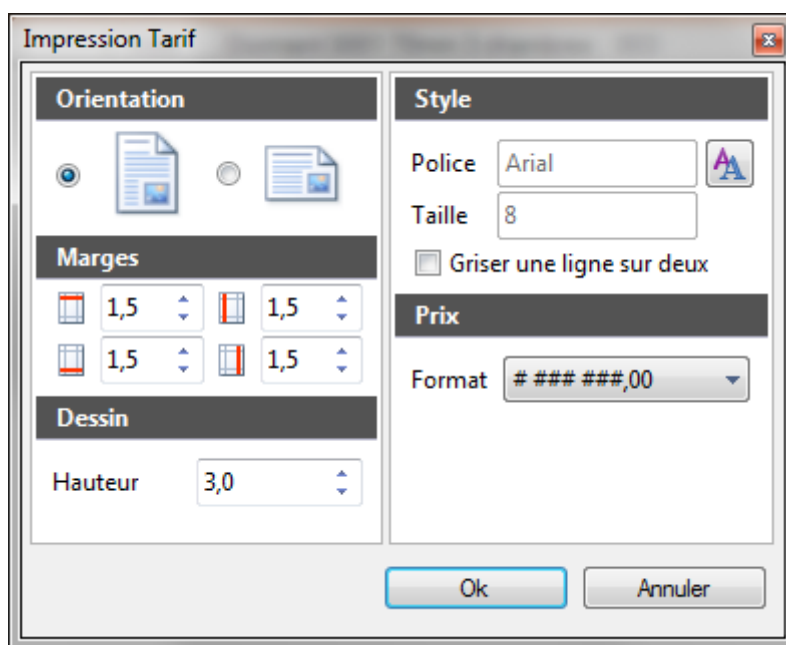 Impression Tarif
Orientation
Marges
1,5 1,5
1,5 1,5
Dessin
Hauteur 3,0
Style
Police Arial
Taille 8
Griser une ligne sur deux
Prix
Format # ### ###,00
Ok Annuler